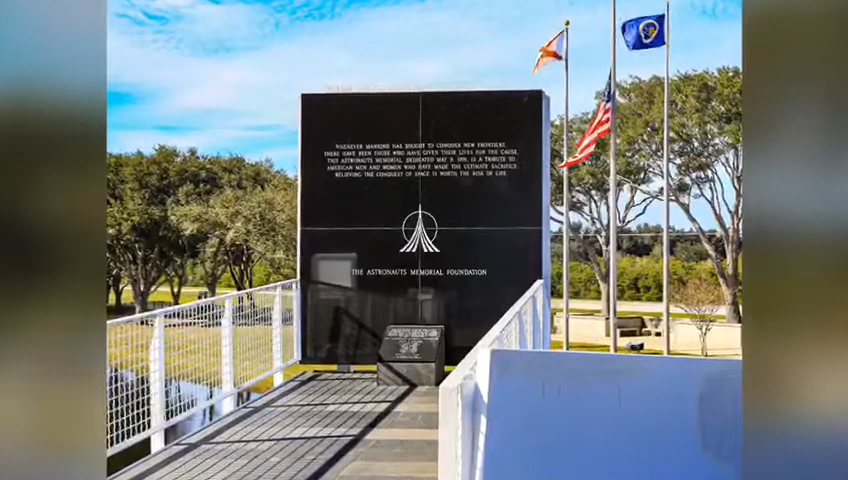 WHENEVER MANKIND HAS SOUGHT TO CONQUER NEW FRONTIERS,
THERE HAVE BEEN THOSE WHO HAVE GIVEN THEIR LIVES FOR THE CAUSE.
THIS ASTRONAUTS MEMORIAL, DEDICATED MAY 9, 1991, IS A TRIBUTE TO
AMERICAN MEN AND WOMEN WHO HAVE MADE THE ULTIMATE SACRIFICE,
BELIEVING THE CONQUEST OF SPACE IS WORTH THE RISK OF LIFE.
THE ASTRONAUTS MEMORIAL FOUNDATION